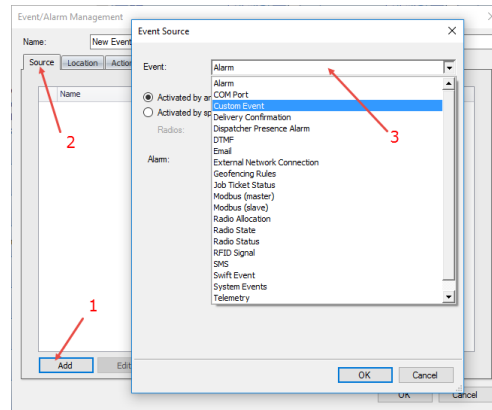 Event/Alarm Management
Name: New Event
Source Location Action
Name
1
2
Add Edit
OK Cancel
Event Source
Event: Alarm
Alarm
COM Port
Custom Event
Delivery Confirmation
Dispatcher Presence Alarm
DTMF
Email
External Network Connection
Geofencing Rules
Job Ticket Status
Modbus (master)
Modbus (slave)
Radio Allocation
Radio State
Radio Status
RFID Signal
SMS
Swift Event
System Events
Telemetry
3
Activated by an
Activated by sp
Radios:
Alarm:
OK Cancel